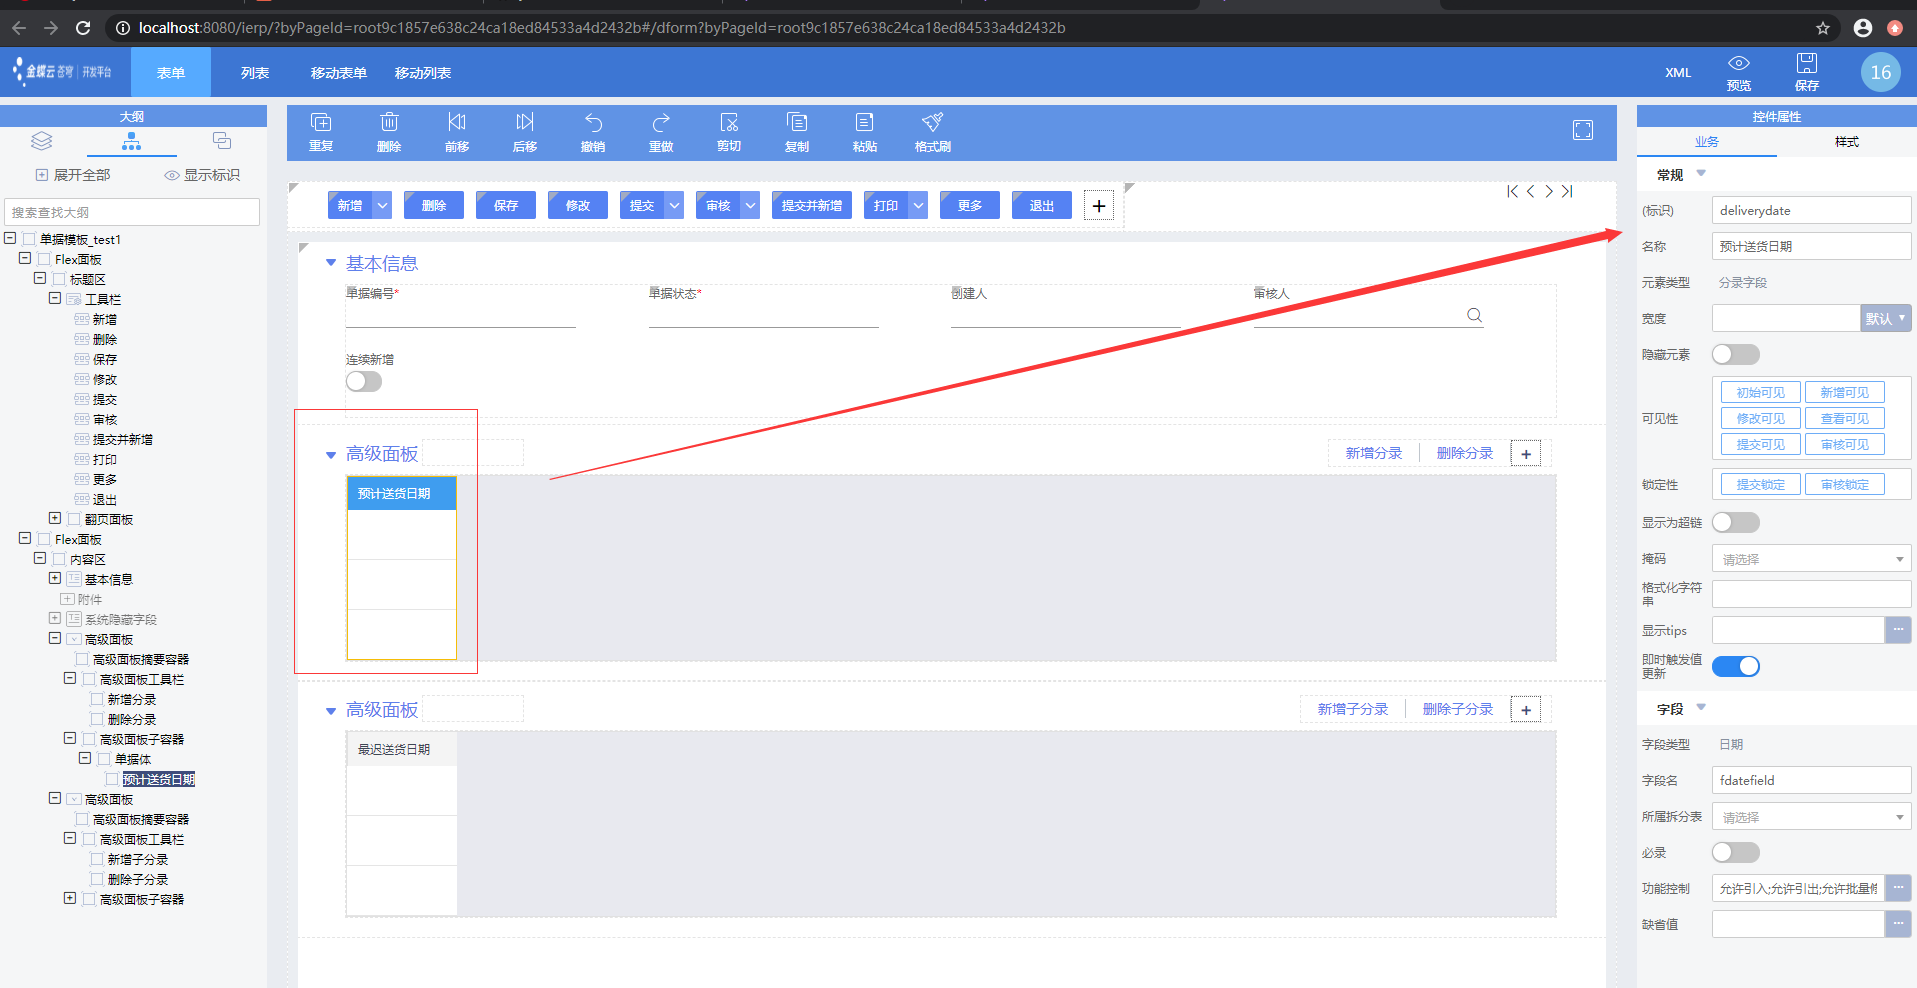 localhost:8080/ierp/?byPageId=root9c1857e638c24ca18ed84533a4d2432b#/dform?byPageId=root9c1857e638c24ca18ed84533a4d2432b
金蝶云 苍穹 | 开发平台 表单 列表 移动表单 移动列表 XML 预览 保存 16
大纲
展开全部 显示标识
搜索查找大纲
单据模板_test1
Flex面板
标题区
工具栏
新增
删除
保存
修改
提交
审核
提交并新增
打印
更多
退出
翻页面板
Flex面板
内容区
基本信息
附件
系统隐藏字段
高级面板
高级面板摘要容器
高级面板工具栏
新增分录
删除分录
高级面板子容器
单据体
预计送货日期
高级面板
高级面板摘要容器
高级面板工具栏
新增子分录
删除子分录
高级面板子容器
重复 删除 前移 后移 撤销 重做 剪切 复制 粘贴 格式刷
新增 删除 保存 修改 提交 审核 提交并新增 打印 更多 退出 +
基本信息
单据编号* 单据状态* 创建人 审核人
连续新增
高级面板 新增分录 删除分录 +
预计送货日期
高级面板 新增子分录 删除子分录 +
最迟送货日期
控件属性
业务 样式
常规
(标识) deliverydate
名称 预计送货日期
元素类型 分录字段
宽度 默认
隐藏元素
可见性 初始可见 新增可见
修改可见 查看可见
提交可见 审核可见
锁定性 提交锁定 审核锁定
显示为超链
掩码 请选择
格式化字符
串
显示tips ...
即时触发值
更新
字段
字段类型 日期
字段名 fdatefield
所属拆分表 请选择
必录
功能控制 允许引入;允许引出;允许批量修 ...
缺省值 ...